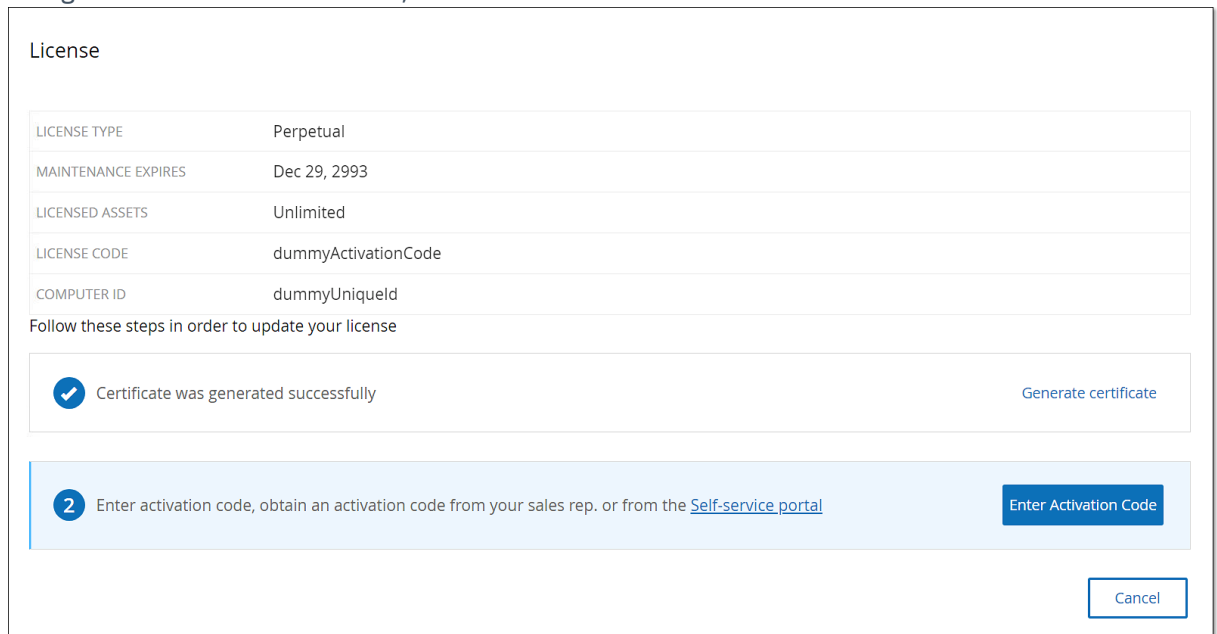 License
LICENSE TYPE Perpetual
MAINTENANCE EXPIRES Dec 29, 2993
LICENSED ASSETS Unlimited
LICENSE CODE dummyActivationCode
COMPUTER ID dummyUniqueId
Follow these steps in order to update your license
Certificate was generated successfully Generate certificate
2 Enter activation code, obtain an activation code from your sales rep. or from the Self-service portal Enter Activation Code
Cancel